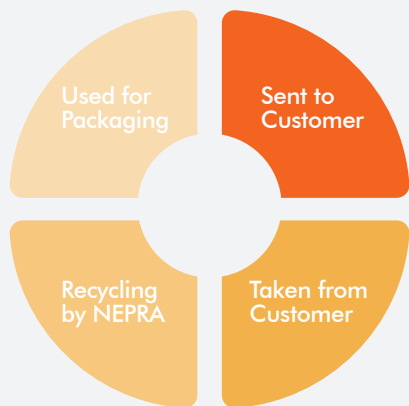 Used for
Packaging
Sent to
Customer
Recycling
by NEPRA
Taken from
Customer